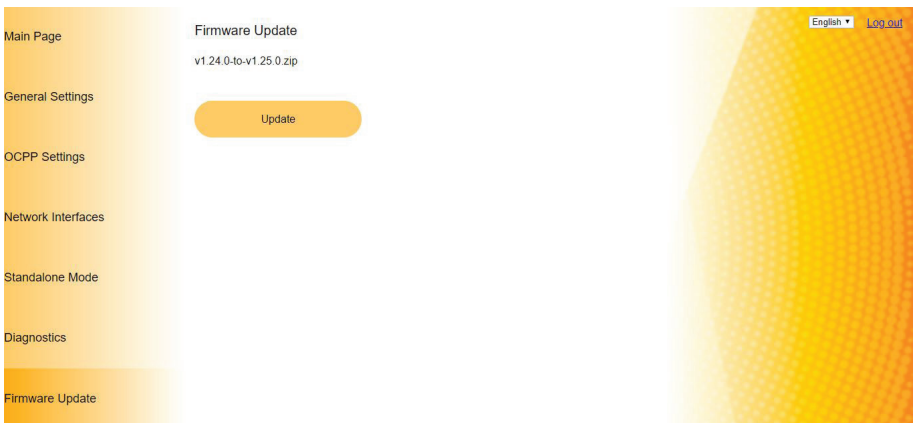 Main Page
General Settings
OCPP Settings
Network Interfaces
Standalone Mode
Diagnostics
Firmware Update
Firmware Update
v1.24.0-to-v1.25.0.zip
Update
English
Log out